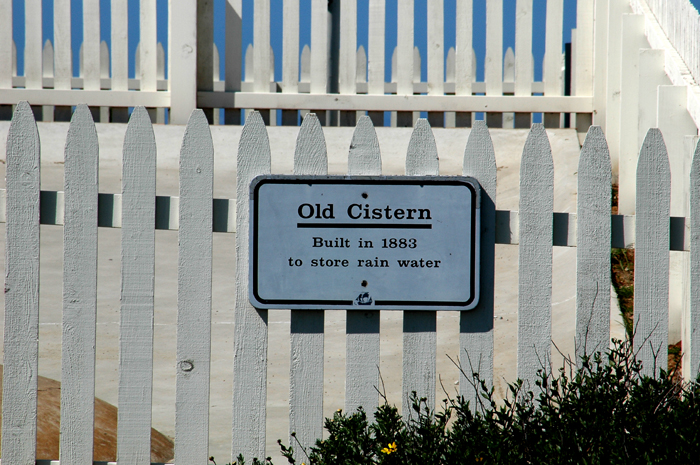 Old Cistern
Built in 1883
to store rain water